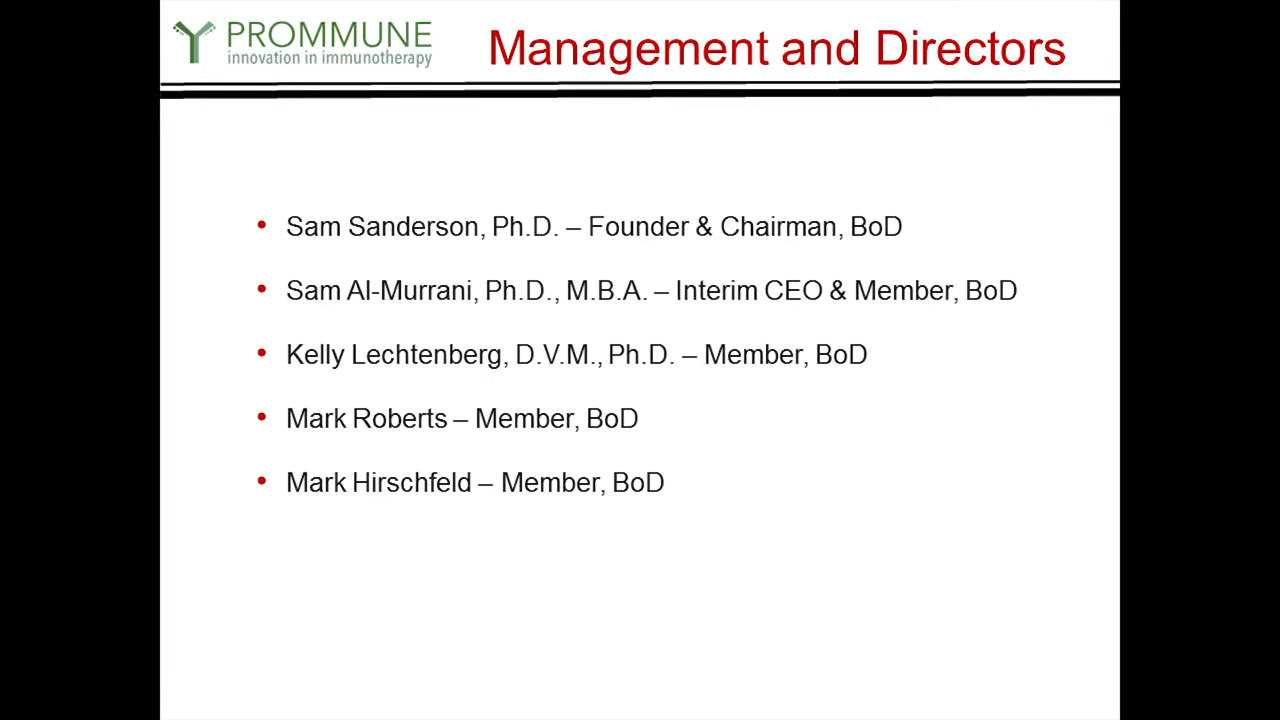 PROMMUNE
innovation in immunotherapy
Management and Directors
• Sam Sanderson, Ph.D. – Founder & Chairman, BoD
• Sam Al-Murrani, Ph.D., M.B.A. – Interim CEO & Member, BoD
• Kelly Lechtenberg, D.V.M., Ph.D. – Member, BoD
• Mark Roberts – Member, BoD
• Mark Hirschfeld – Member, BoD